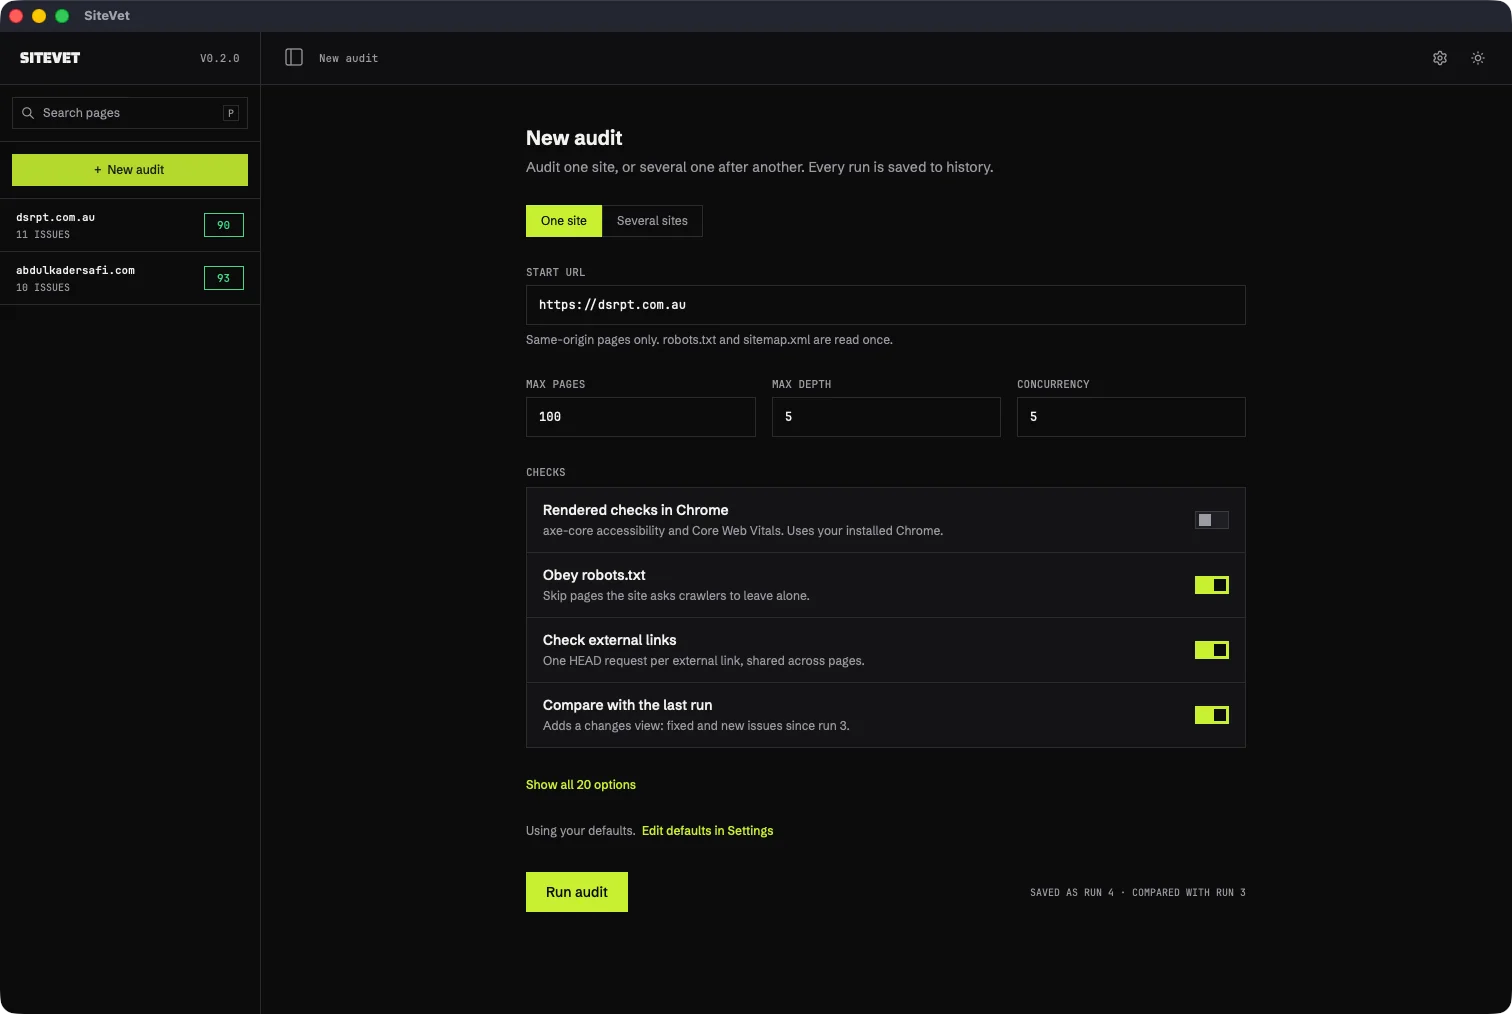 SiteVet
SITEVET
V0.2.0
New audit
Search pages
P
+ New audit
dsrpt.com.au
11 ISSUES
90
abdulkadersafi.com
10 ISSUES
93
New audit
Audit one site, or several one after another. Every run is saved to history.
One site
Several sites
START URL
https://dsrpt.com.au
Same-origin pages only. robots.txt and sitemap.xml are read once.
MAX PAGES
MAX DEPTH
CONCURRENCY
100
5
5
CHECKS
Rendered checks in Chrome
axe-core accessibility and Core Web Vitals. Uses your installed Chrome.
Obey robots.txt
Skip pages the site asks crawlers to leave alone.
Check external links
One HEAD request per external link, shared across pages.
Compare with the last run
Adds a changes view: fixed and new issues since run 3.
Show all 20 options
Using your defaults. Edit defaults in Settings
Run audit
SAVED AS RUN 4 · COMPARED WITH RUN 3